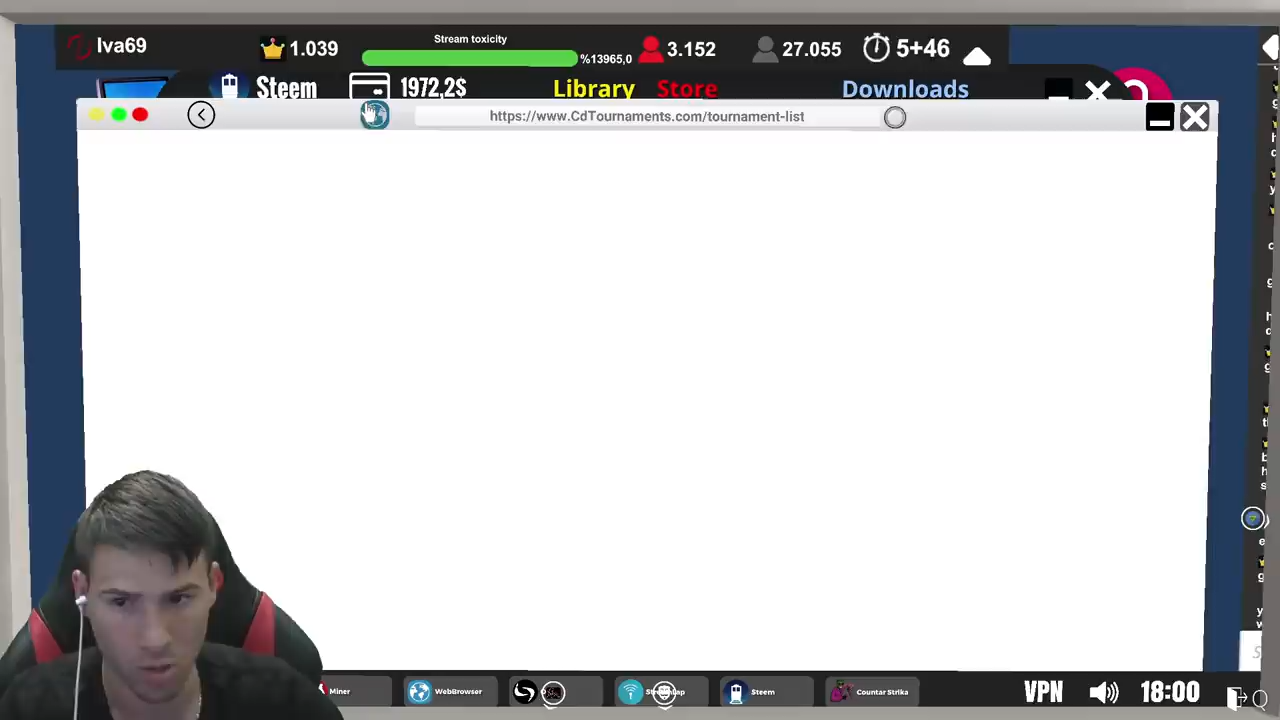 Iva69
1.039
Stream toxicity
%13965,0
3.152
27.055
5+46
Steem
1972,2$
Library
Store
Downloads
https://www.CdTournaments.com/tournament-list
Miner
WebBrowser
Steem
Countar Strika
VPN
18:00